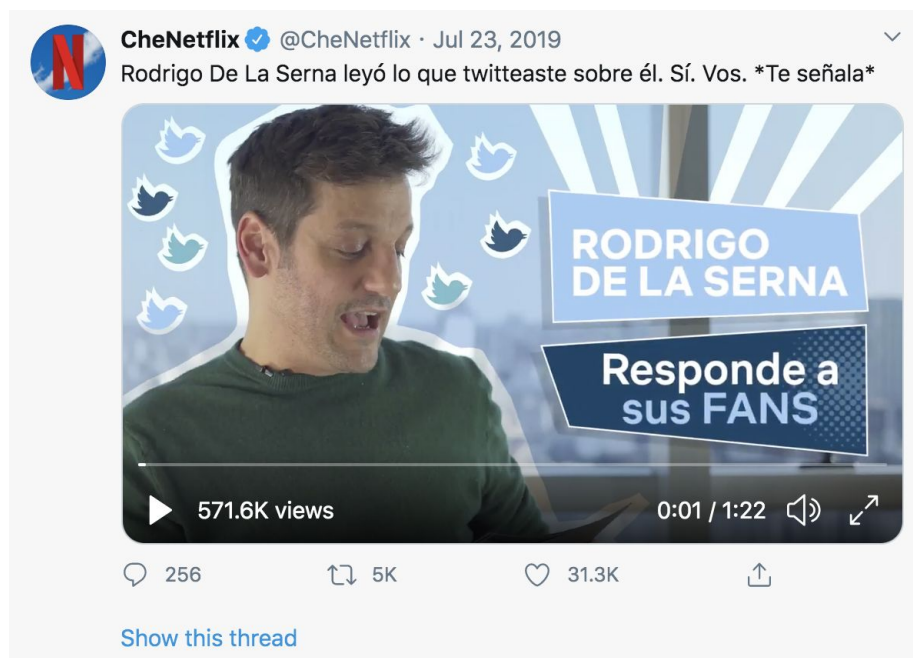 CheNetflix @CheNetflix · Jul 23, 2019
Rodrigo De La Serna leyó lo que twitteaste sobre él. Sí. Vos. *Te señala*
RODRIGO
DE LA SERNA
Responde a
sus FANS
571.6K views
0:01 / 1:22
256
5K
31.3K
Show this thread